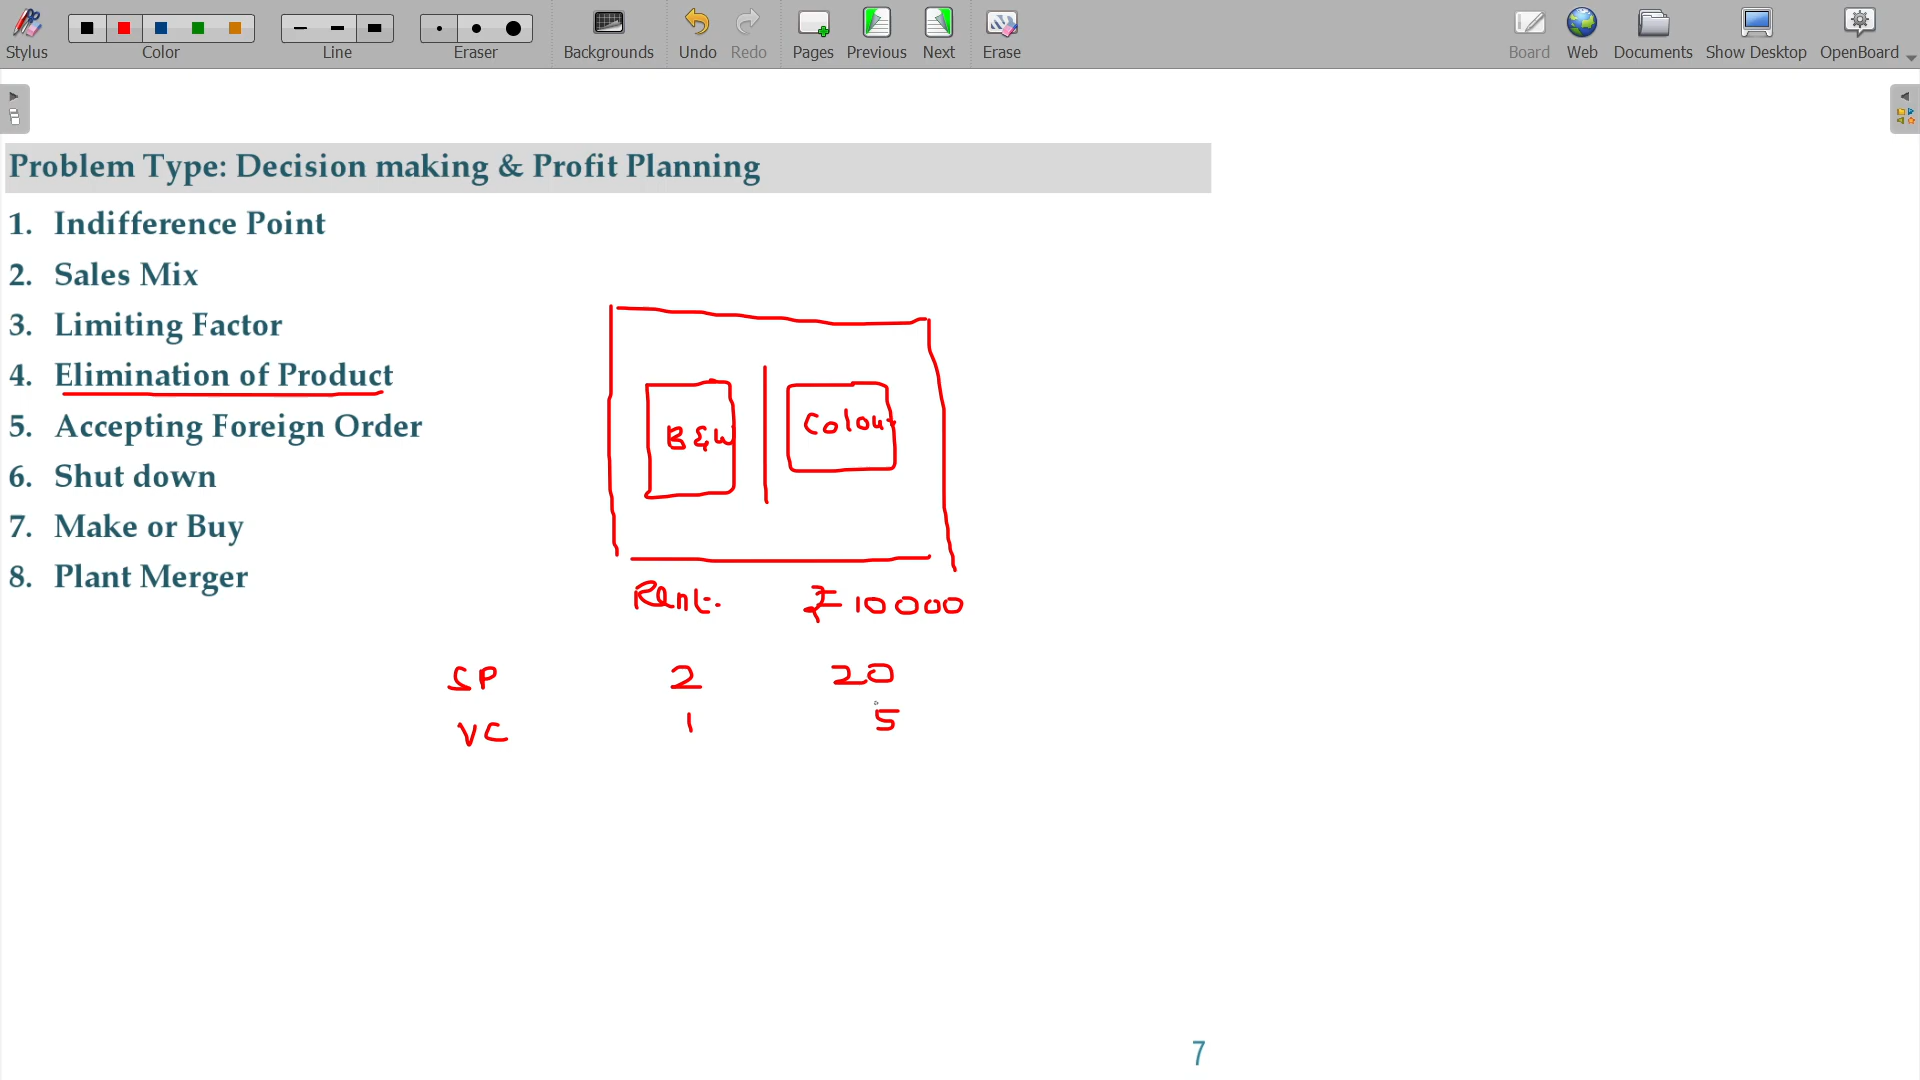 Stylus Color Line Eraser Backgrounds Undo Redo Pages Previous Next Erase Board Web Documents Show Desktop OpenBoard
Problem Type: Decision making & Profit Planning
1. Indifference Point
2. Sales Mix
3. Limiting Factor
4. Elimination of Product
5. Accepting Foreign Order
6. Shut down
7. Make or Buy
8. Plant Merger
B&W Colour
Rent. ₹ 10000
SP 2 20
VC 1 5
7